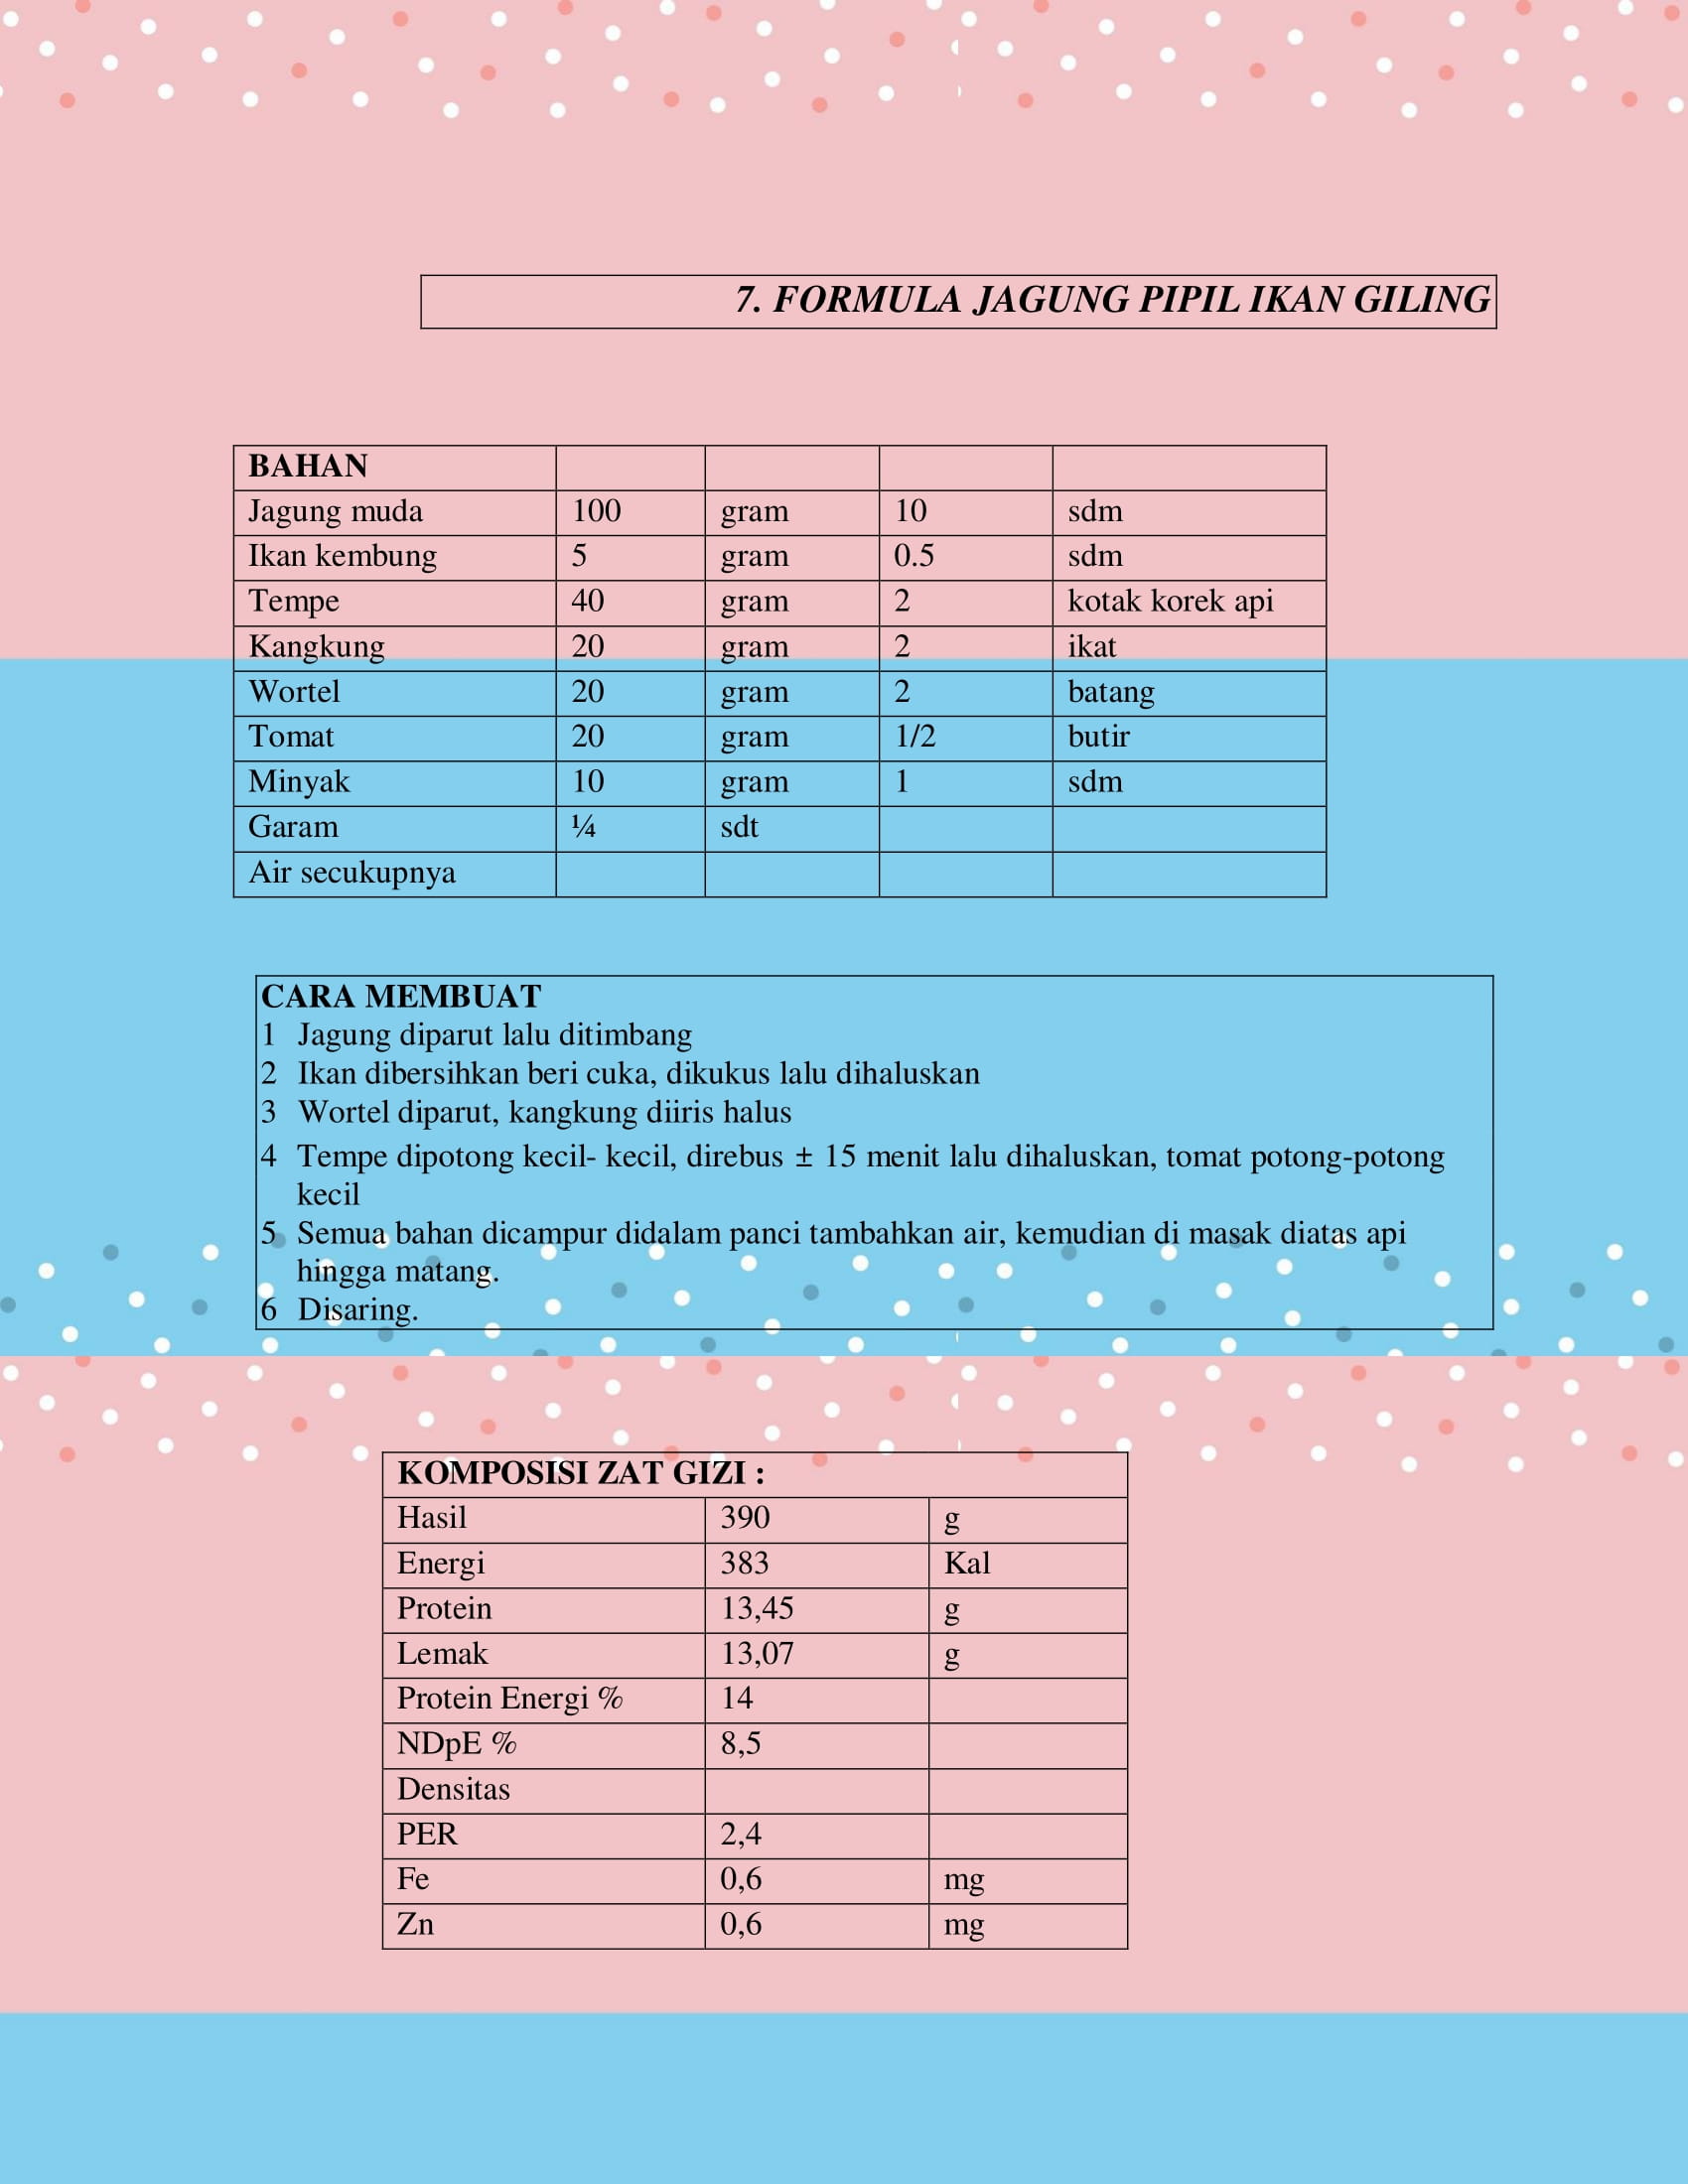 7. FORMULA JAGUNG PIPIL IKAN GILING
BAHAN
Jagung muda 100 gram 10 sdm
Ikan kembung 5 gram 0.5 sdm
Tempe 40 gram 2 kotak korek api
Kangkung 20 gram 2 ikat
Wortel 20 gram 2 batang
Tomat 20 gram 1/2 butir
Minyak 10 gram 1 sdm
Garam ¼ sdt
Air secukupnya
CARA MEMBUAT
1 Jagung diparut lalu ditimbang
2 Ikan dibersihkan beri cuka, dikukus lalu dihaluskan
3 Wortel diparut, kangkung diiris halus
4 Tempe dipotong kecil- kecil, direbus ± 15 menit lalu dihaluskan, tomat potong-potong
kecil
5 Semua bahan dicampur didalam panci tambahkan air, kemudian di masak diatas api
hingga matang.
6 Disaring.
KOMPOSISI ZAT GIZI :
Hasil 390 g
Energi 383 Kal
Protein 13,45 g
Lemak 13,07 g
Protein Energi % 14
NDpE % 8,5
Densitas
PER 2,4
Fe 0,6 mg
Zn 0,6 mg